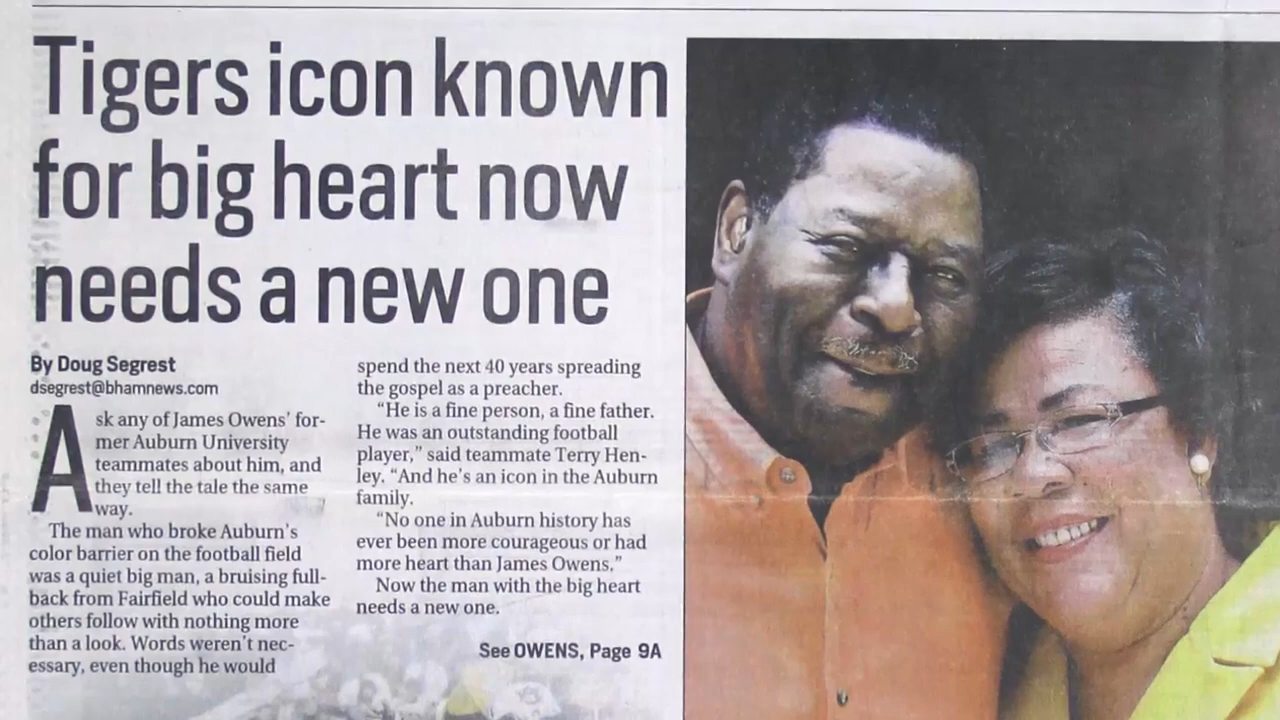 Tigers icon known
for big heart now
needs a new one
By Doug Segrest
dsegrest@bhamnews.com
Ask any of James Owens’ for-
mer Auburn University
teammates about him, and
they tell the tale the same
way.
The man who broke Auburn’s
color barrier on the football field
was a quiet big man, a bruising full-
back from Fairfield who could make
others follow with nothing more
than a look. Words weren’t nec-
essary, even though he would
spend the next 40 years spreading
the gospel as a preacher.
“He is a fine person, a fine father.
He was an outstanding football
player,” said teammate Terry Hen-
ley. “And he’s an icon in the Auburn
family.
“No one in Auburn history has
ever been more courageous or had
more heart than James Owens.”
Now the man with the big heart
needs a new one.
See OWENS, Page 9A